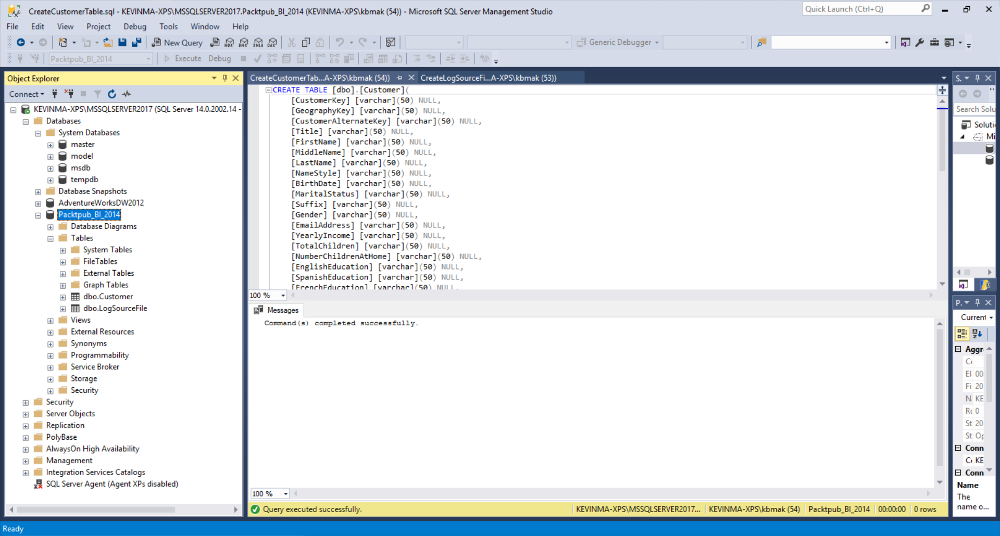 CreateCustomerTable.sql - KEVINMA-XPS\MSSQLSERVER2017.Packtpub_BI_2014 (KEVINMA-XPS\kbmak (54)) - Microsoft SQL Server Management Studio
Quick Launch (Ctrl+Q)
File Edit View Project Debug Tools Window Help
New Query MDX DMX XMLA DAX Generic Debugger
Packtpub_BI_2014 Execute Debug
Object Explorer
Connect
KEVINMA-XPS\MSSQLSERVER2017 (SQL Server 14.0.2002.14 -
Databases
System Databases
master
model
msdb
tempdb
Database Snapshots
AdventureWorksDW2012
Packtpub_BI_2014
Database Diagrams
Tables
System Tables
FileTables
External Tables
Graph Tables
dbo.Customer
dbo.LogSourceFile
Views
External Resources
Synonyms
Programmability
Service Broker
Storage
Security
Security
Server Objects
Replication
PolyBase
AlwaysOn High Availability
Management
Integration Services Catalogs
SQL Server Agent (Agent XPs disabled)
CreateCustomerTab...A-XPS\kbmak (54)) CreateLogSourceFi...A-XPS\kbmak (53))
CREATE TABLE [dbo].[Customer](
[CustomerKey] [varchar](50) NULL,
[GeographyKey] [varchar](50) NULL,
[CustomerAlternateKey] [varchar](50) NULL,
[Title] [varchar](50) NULL,
[FirstName] [varchar](50) NULL,
[MiddleName] [varchar](50) NULL,
[LastName] [varchar](50) NULL,
[NameStyle] [varchar](50) NULL,
[BirthDate] [varchar](50) NULL,
[MaritalStatus] [varchar](50) NULL,
[Suffix] [varchar](50) NULL,
[Gender] [varchar](50) NULL,
[EmailAddress] [varchar](50) NULL,
[YearlyIncome] [varchar](50) NULL,
[TotalChildren] [varchar](50) NULL,
[NumberChildrenAtHome] [varchar](50) NULL,
[EnglishEducation] [varchar](50) NULL,
[SpanishEducation] [varchar](50) NULL,
[FrenchEducation] [varchar](50) NULL,
100 %
Messages
Command(s) completed successfully.
100 %
Query executed successfully. KEVINMA-XPS\MSSQLSERVER2017... KEVINMA-XPS\kbmak (54) Packtpub_BI_2014 00:00:00 0 rows
S.
Search Solu
Soluti
Mi
P.
Current
Aggr
El 00
Fi 20
N KE
0
St 20
St Op
Conn
KE
Conn
Name
The
name o...
Ready